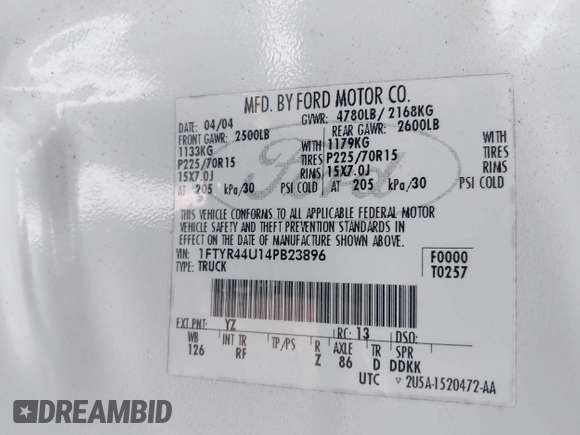 MFD. BY FORD MOTOR CO.
DATE: 04/04 GVWR: 4780LB/ 2168KG
FRONT GAWR: 2500LB REAR GAWR: 2600LB
1133KG WITH 1179KG WITH
P225/70R15 TIRES P225/70R15 TIRES
15X7.0J RIMS 15X7.0J RIMS
AT 205 kPa/30 PSI COLD AT 205 kPa/30 PSI COLD
Ford
THIS VEHICLE CONFORMS TO ALL APPLICABLE FEDERAL MOTOR
VEHICLE SAFETY AND THEFT PREVENTION STANDARDS IN
EFFECT ON THE DATE OF MANUFACTURE SHOWN ABOVE.
VIN: 1FTYR44U14PB23896 F0000
TYPE: TRUCK T0257
EXT PNT: YZ RC: 13 DSO:
WB INT TR TP/PS R AXLE TR SPR
126 RF Z 86 D DDKK
UTC ▽ 2U5A-1520472-AA
DREAMBID